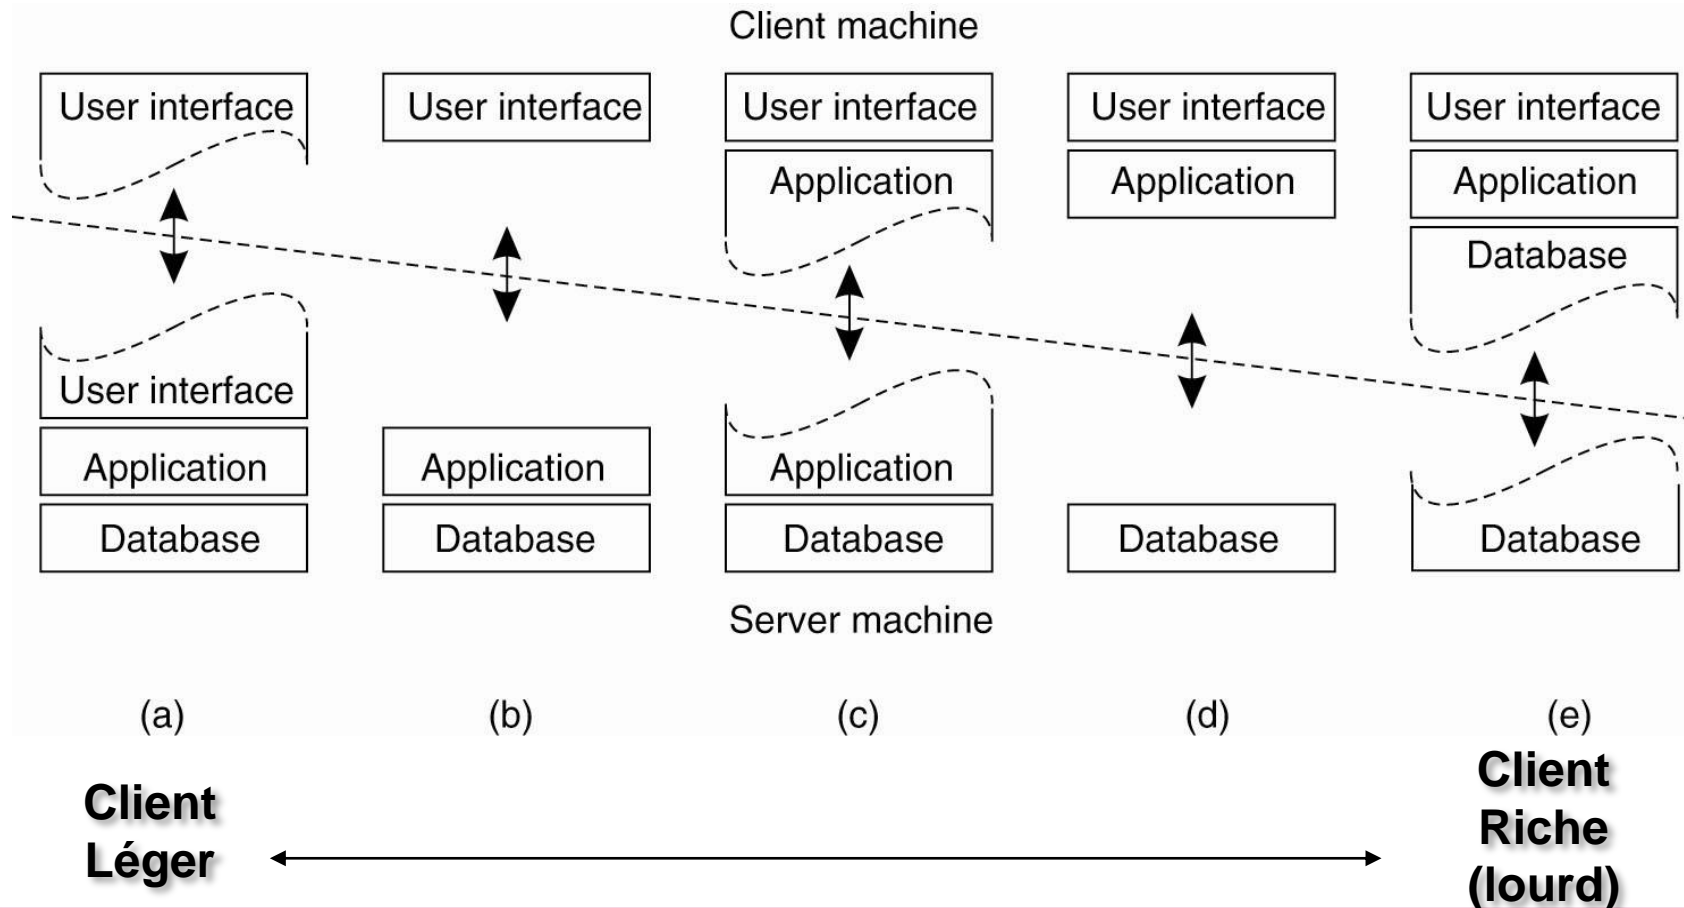 Client machine
User interface
User interface
User interface
User interface
User interface
Application
Application
Application
Database
User interface
Application
Application
Application
Database
Database
Database
Database
Database
Server machine
(a)
(b)
(c)
(d)
(e)
Client
Léger
Client
Riche
(lourd)